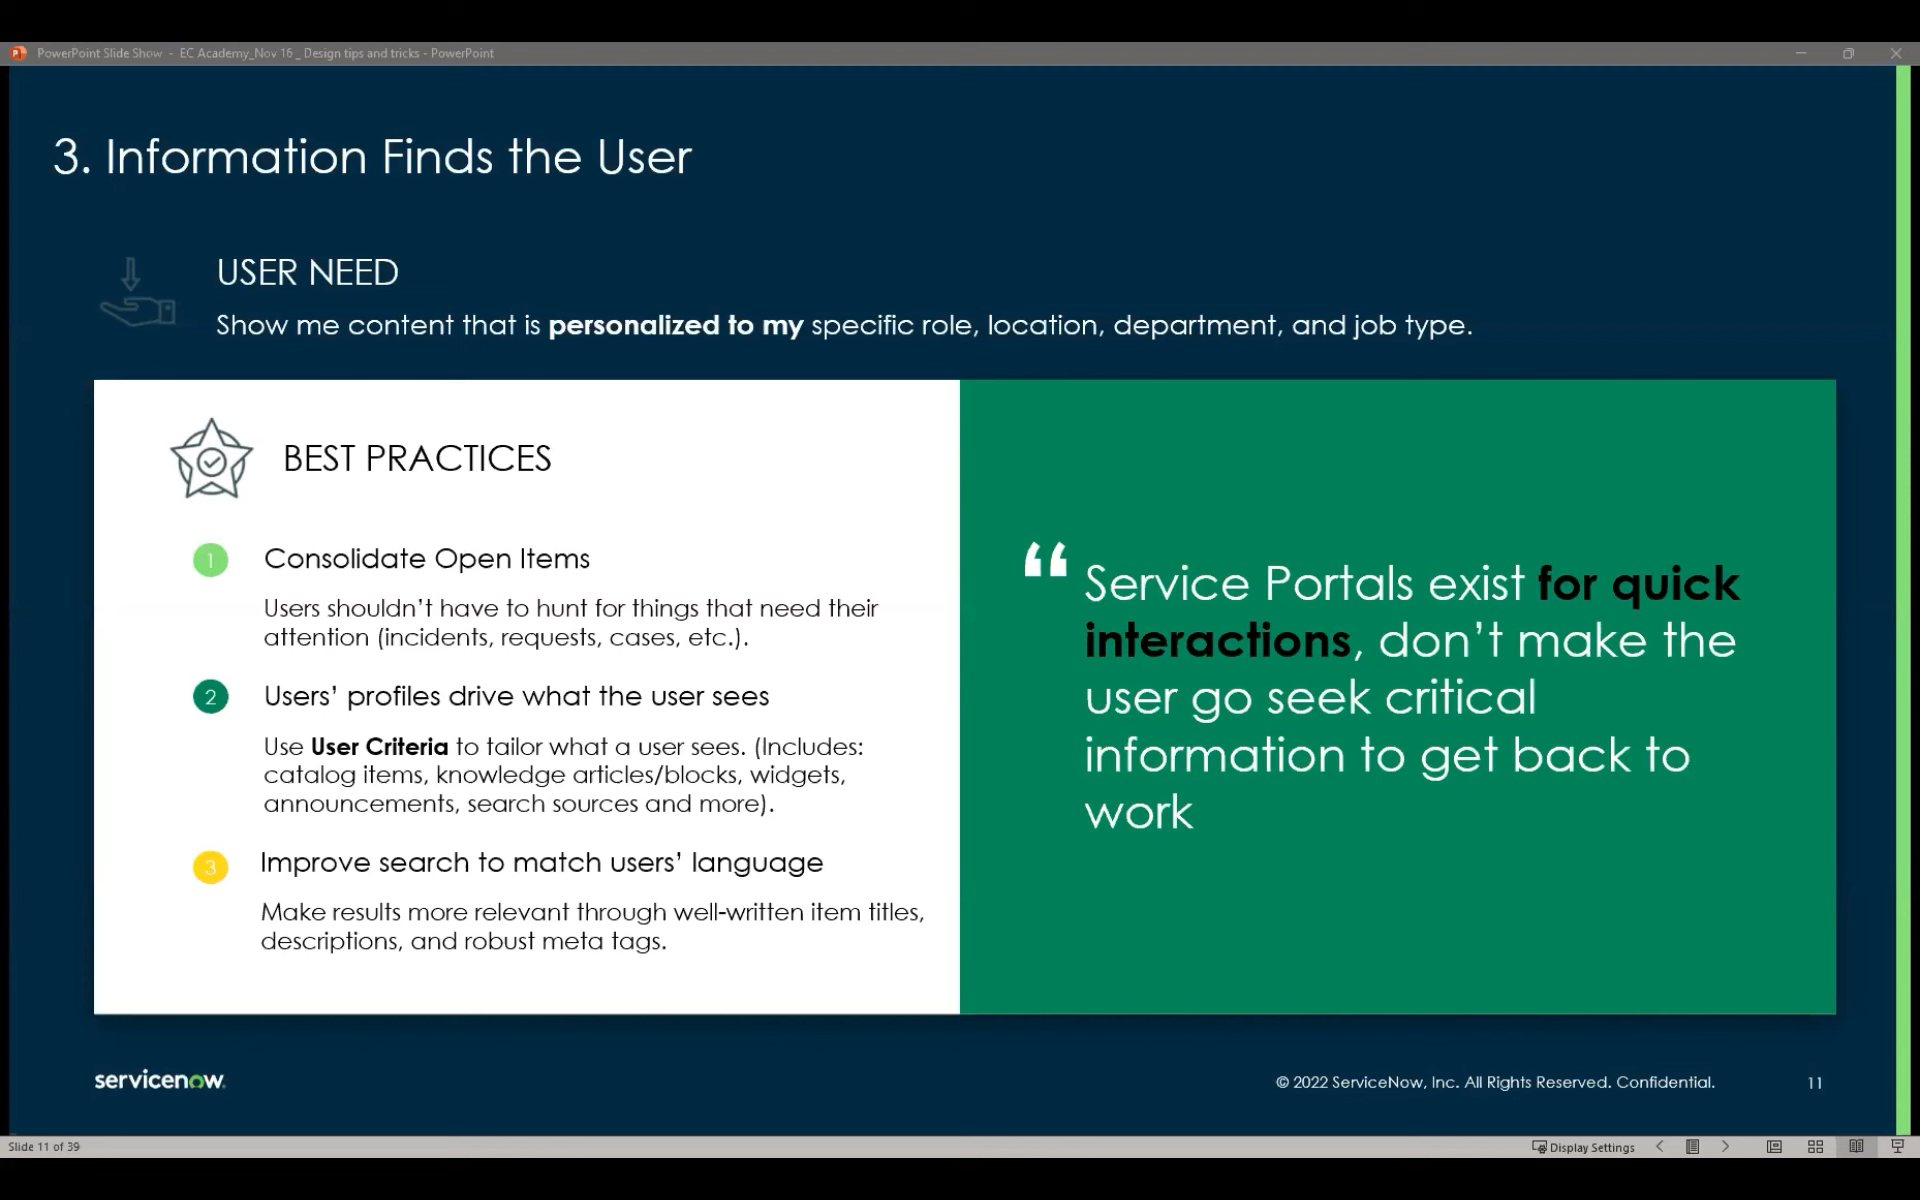 PowerPoint Slide Show - EC Academy_Nov 16 _ Design tips and tricks - PowerPoint
3. Information Finds the User
USER NEED
Show me content that is personalized to my specific role, location, department, and job type.
BEST PRACTICES
1 Consolidate Open Items
Users shouldn't have to hunt for things that need their
attention (incidents, requests, cases, etc.).
2 Users' profiles drive what the user sees
Use User Criteria to tailor what a user sees. (Includes:
catalog items, knowledge articles/blocks, widgets,
announcements, search sources and more).
3 Improve search to match users' language
Make results more relevant through well-written item titles,
descriptions, and robust meta tags.
“ Service Portals exist for quick
interactions, don't make the
user go seek critical
information to get back to
work
servicenow.
© 2022 ServiceNow, Inc. All Rights Reserved. Confidential. 11
Slide 11 of 39
Display Settings